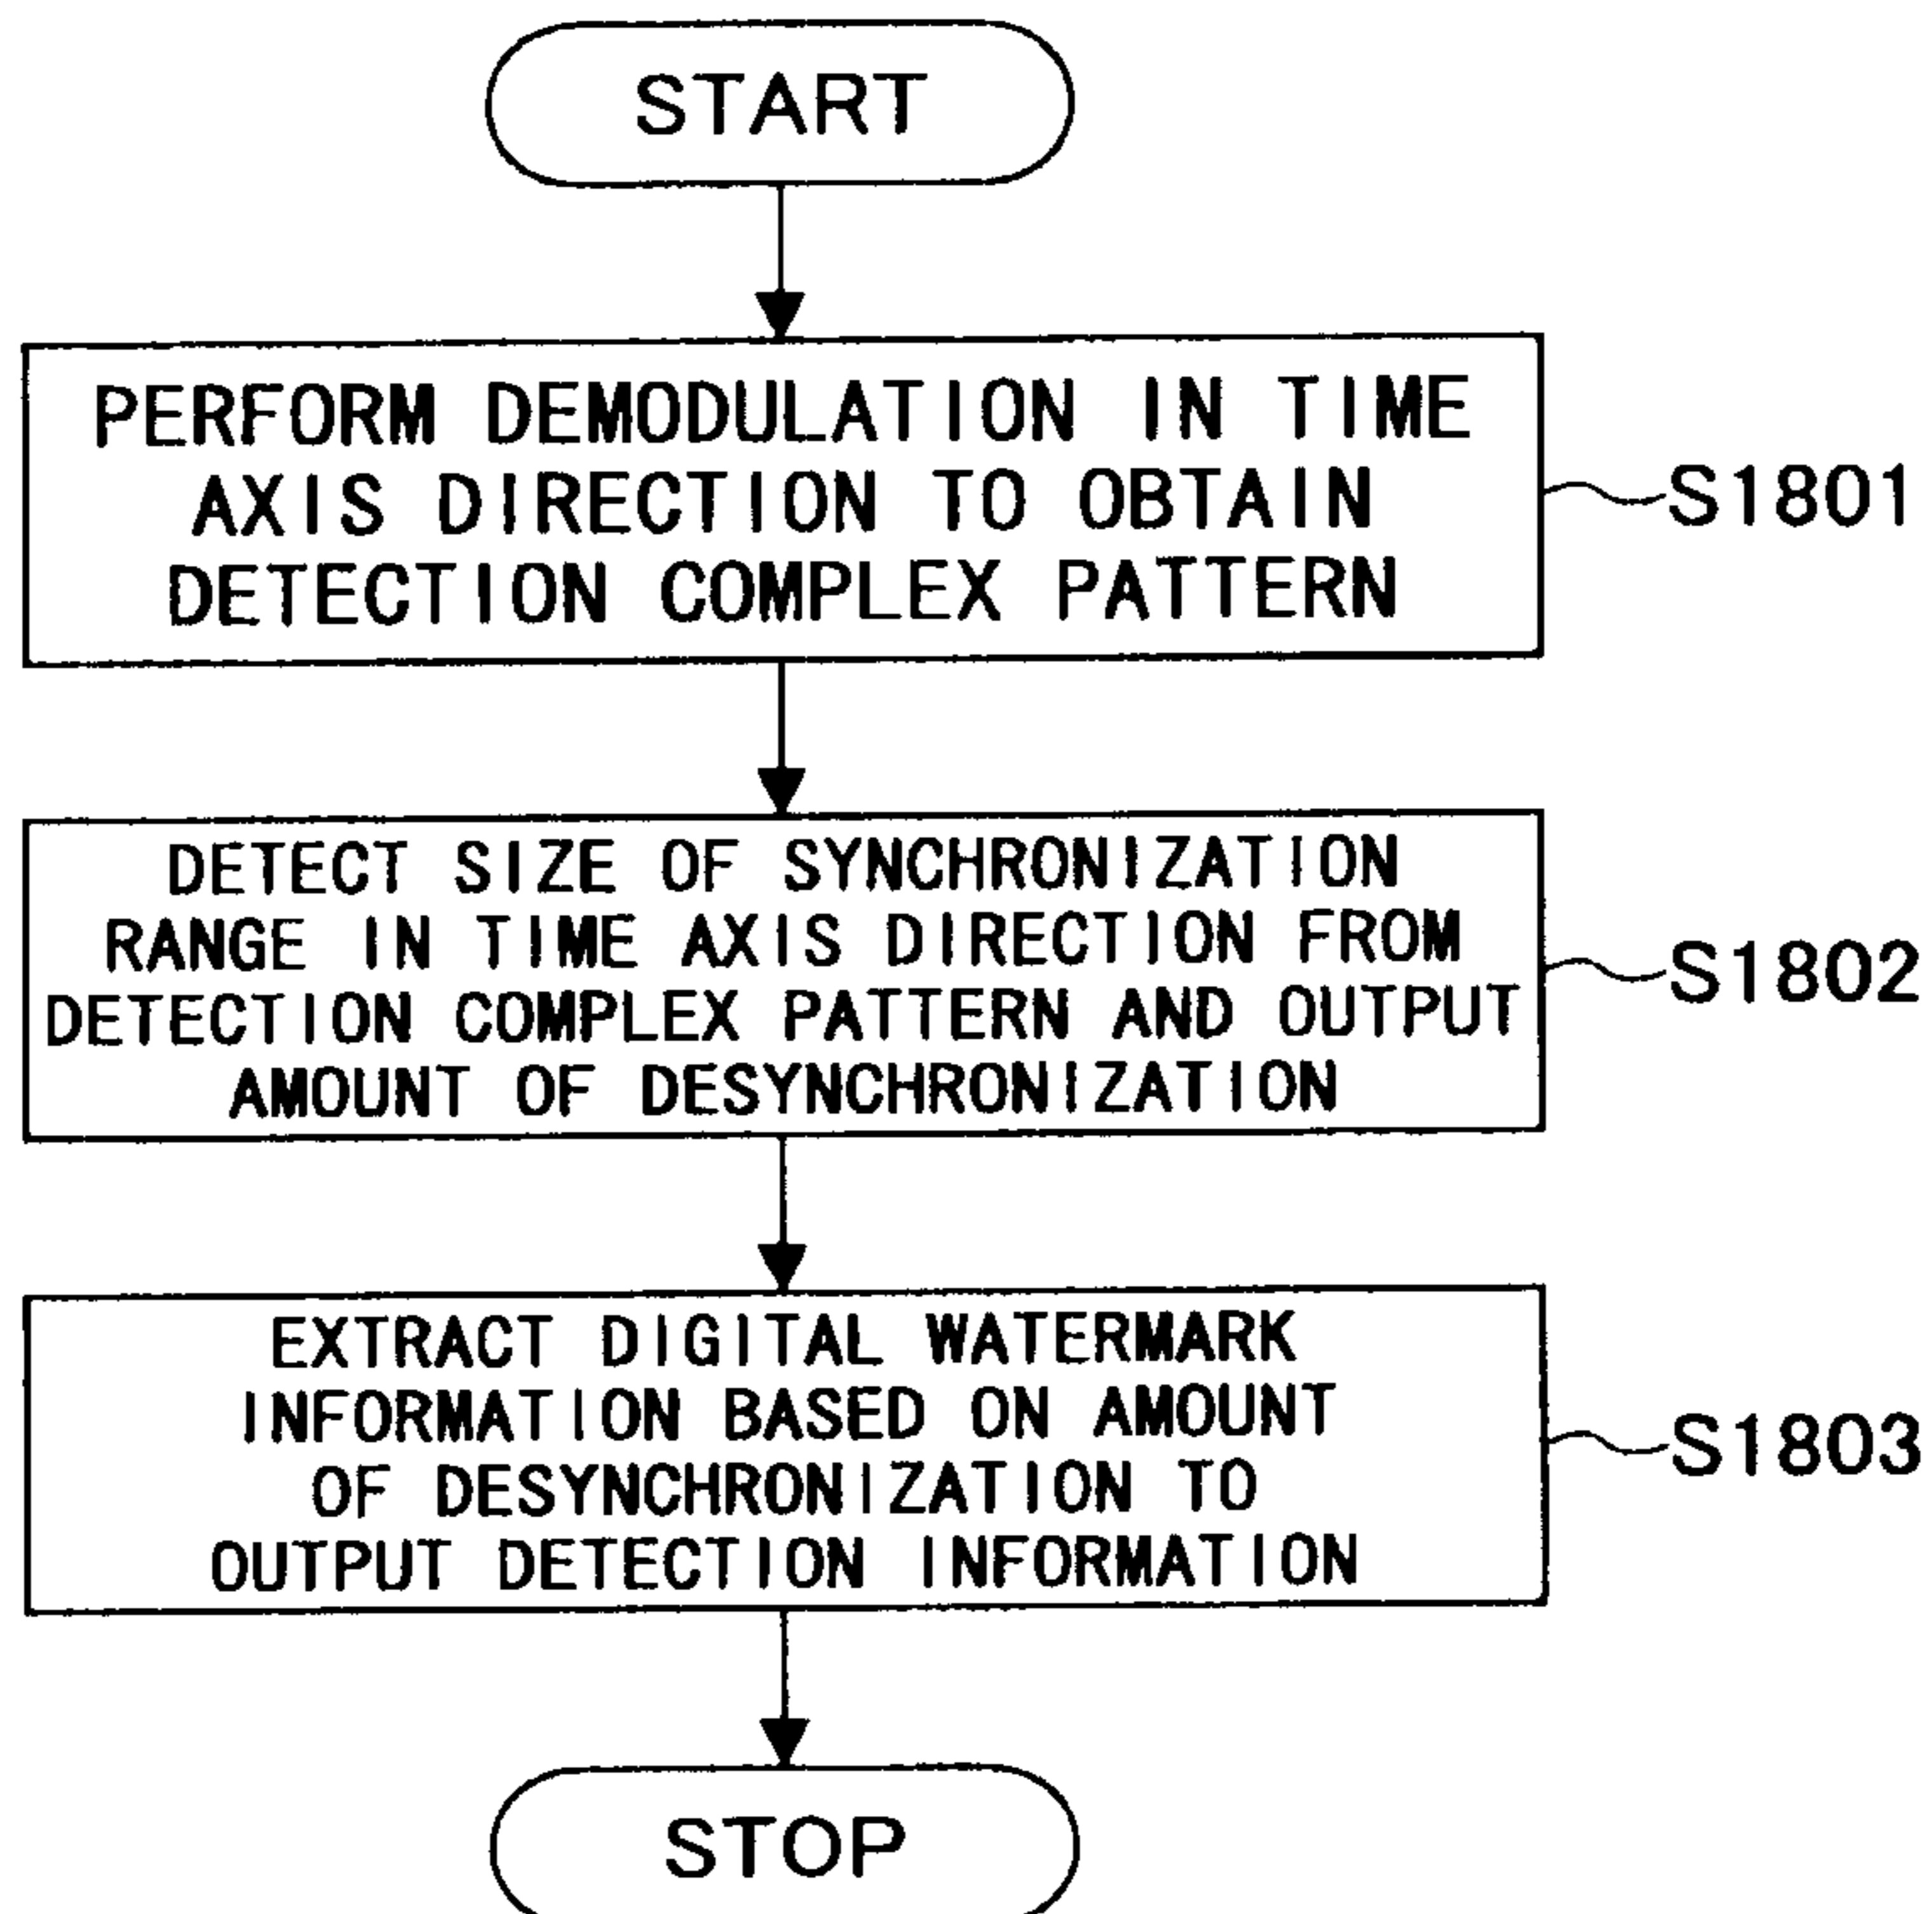 START
PERFORM DEMODULATION IN TIME
AXIS DIRECTION TO OBTAIN
DETECTION COMPLEX PATTERN
S1801
DETECT SIZE OF SYNCHRONIZATION
RANGE IN TIME AXIS DIRECTION FROM
DETECTION COMPLEX PATTERN AND OUTPUT
AMOUNT OF DESYNCHRONIZATION
S1802
EXTRACT DIGITAL WATERMARK
INFORMATION BASED ON AMOUNT
OF DESYNCHRONIZATION TO
OUTPUT DETECTION INFORMATION
S1803
STOP